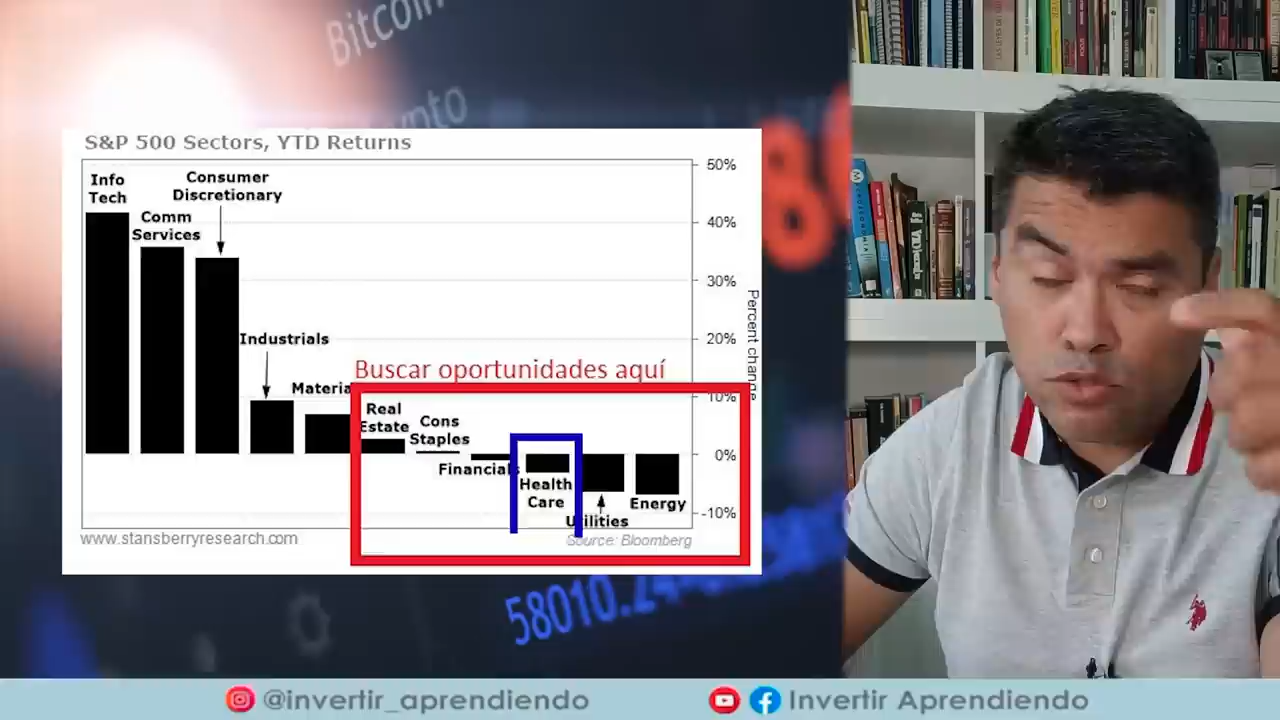 Bitcoin
S&P 500 Sectors, YTD Returns
Info
Tech
Consumer
Discretionary
Comm
Services
Industrials
Buscar oportunidades aquí
Real
Estate
Cons
Staples
Financials
Health
Care
Utilities
Energy
50%
40%
30%
20%
10%
0%
-10%
Percent change
www.stansberryresearch.com
Source: Bloomberg
@invertir_aprendiendo
Invertir Aprendiendo